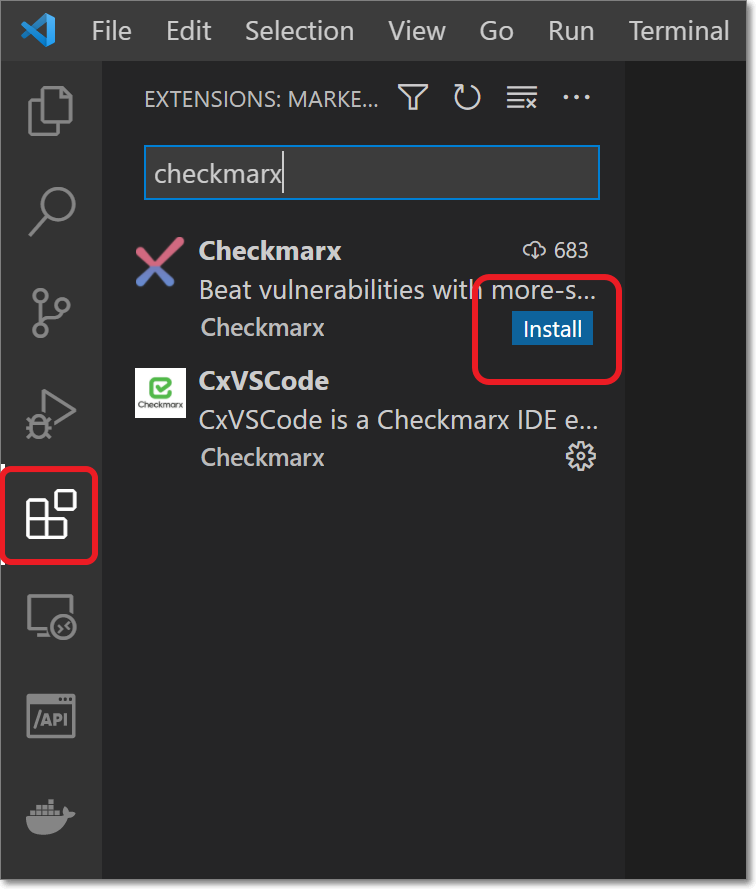 File Edit Selection View Go Run Terminal
EXTENSIONS: MARKE...
checkmarx
Checkmarx 683
Beat vulnerabilities with more-s...
Checkmarx Install
CxVSCode
Checkmarx
CxVSCode is a Checkmarx IDE e...
Checkmarx
/API